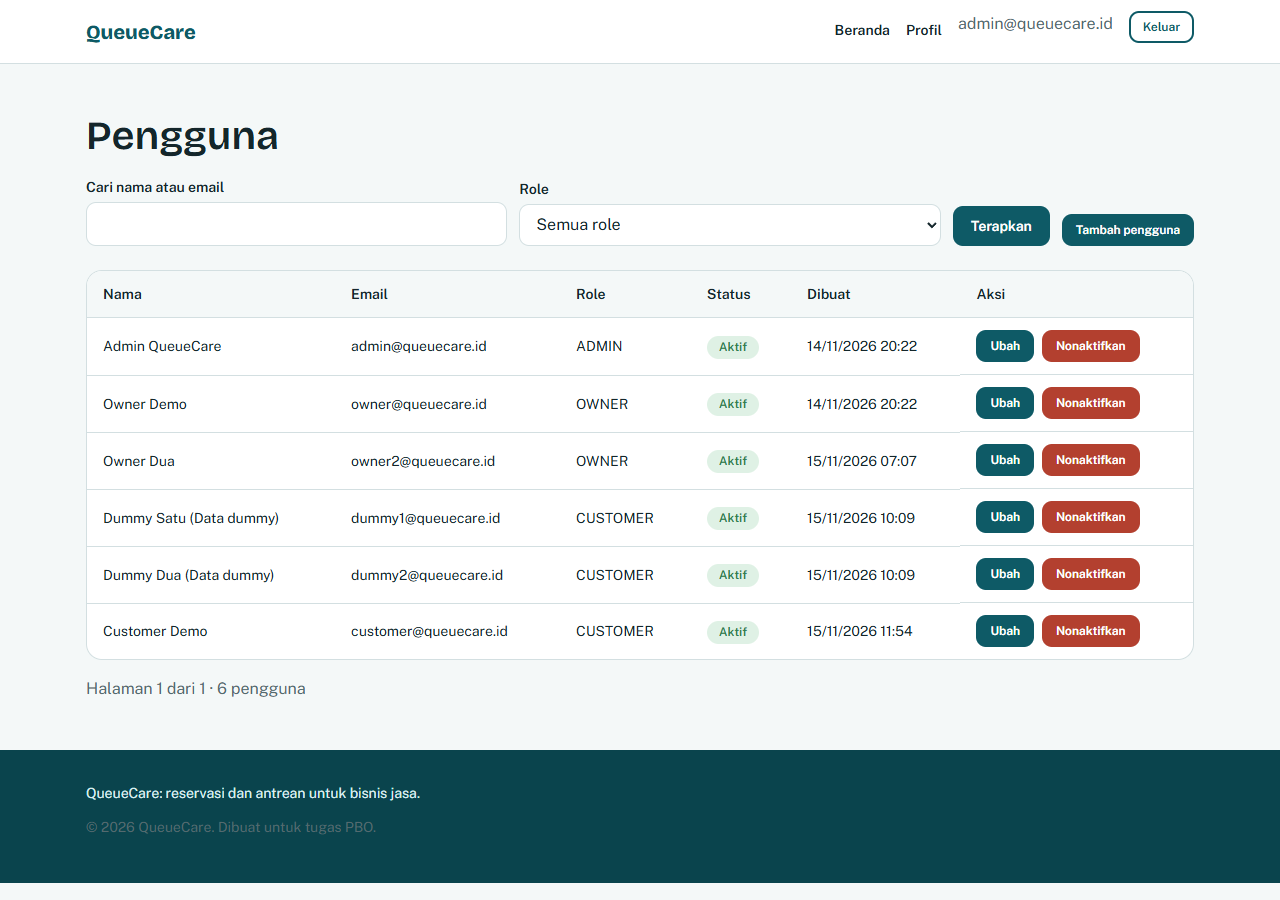 QueueCare
Beranda Profil admin@queuecare.id Keluar
Pengguna
Cari nama atau email Role
Semua role Terapkan Tambah pengguna
Nama Email Role Status Dibuat Aksi
Admin QueueCare admin@queuecare.id ADMIN Aktif 14/11/2026 20:22 Ubah Nonaktifkan
Owner Demo owner@queuecare.id OWNER Aktif 14/11/2026 20:22 Ubah Nonaktifkan
Owner Dua owner2@queuecare.id OWNER Aktif 15/11/2026 07:07 Ubah Nonaktifkan
Dummy Satu (Data dummy) dummy1@queuecare.id CUSTOMER Aktif 15/11/2026 10:09 Ubah Nonaktifkan
Dummy Dua (Data dummy) dummy2@queuecare.id CUSTOMER Aktif 15/11/2026 10:09 Ubah Nonaktifkan
Customer Demo customer@queuecare.id CUSTOMER Aktif 15/11/2026 11:54 Ubah Nonaktifkan
Halaman 1 dari 1 · 6 pengguna
QueueCare: reservasi dan antrean untuk bisnis jasa.
© 2026 QueueCare. Dibuat untuk tugas PBO.